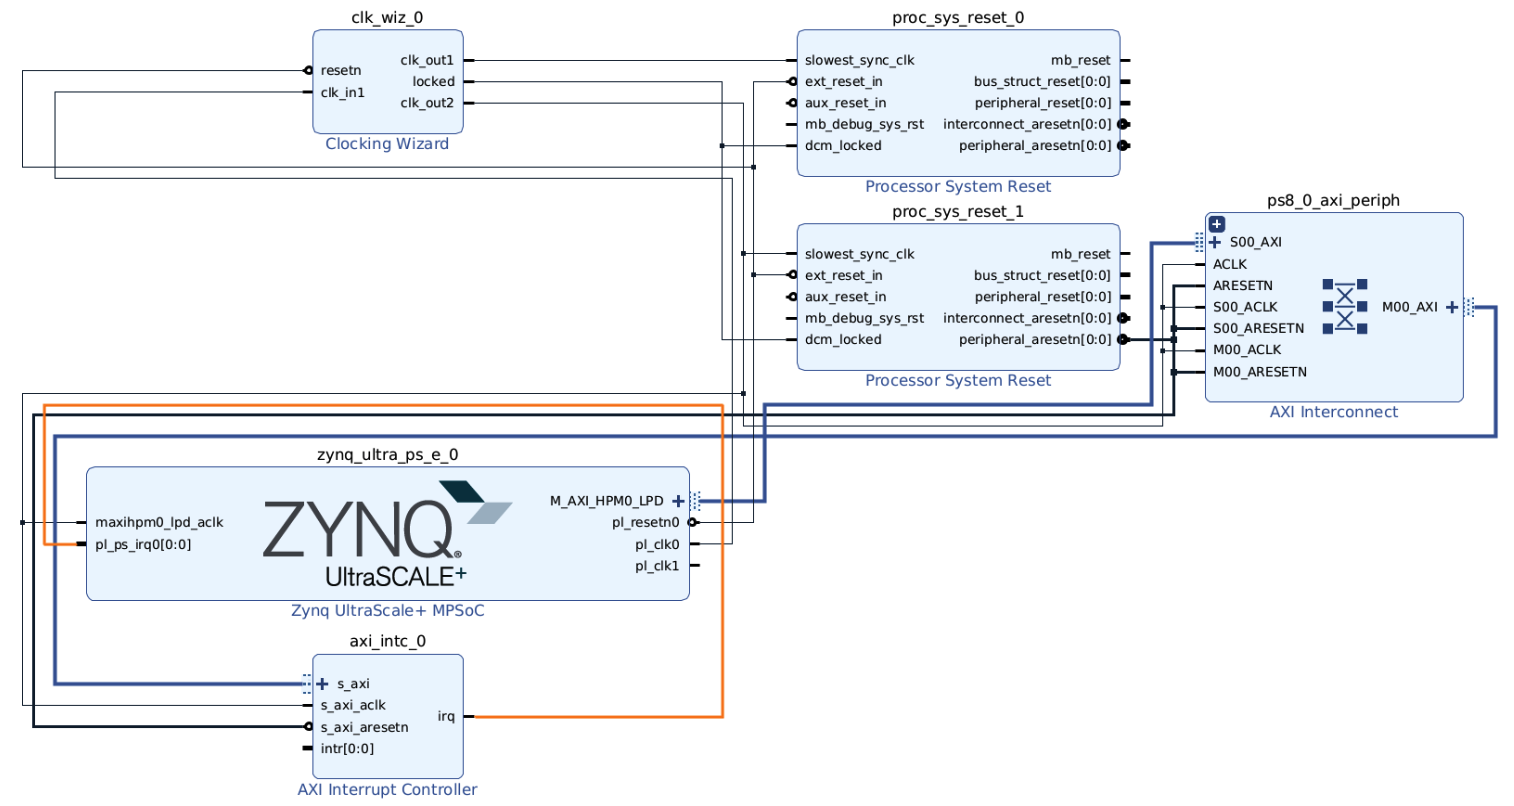 clk_wiz_0
resetn
clk_in1
clk_out1
locked
clk_out2
Clocking Wizard
proc_sys_reset_0
slowest_sync_clk
ext_reset_in
aux_reset_in
mb_debug_sys_rst
dcm_locked
mb_reset
bus_struct_reset[0:0]
peripheral_reset[0:0]
interconnect_aresetn[0:0]
peripheral_aresetn[0:0]
Processor System Reset
proc_sys_reset_1
slowest_sync_clk
ext_reset_in
aux_reset_in
mb_debug_sys_rst
dcm_locked
mb_reset
bus_struct_reset[0:0]
peripheral_reset[0:0]
interconnect_aresetn[0:0]
peripheral_aresetn[0:0]
Processor System Reset
ps8_0_axi_periph
S00_AXI
ACLK
ARESETN
S00_ACLK
S00_ARESETN
M00_ACLK
M00_ARESETN
M00_AXI
AXI Interconnect
zynq_ultra_ps_e_0
maxihpm0_lpd_aclk
pl_ps_irq0[0:0]
ZYNQ®
UltraSCALE+
M_AXI_HPM0_LPD
pl_resetn0
pl_clk0
pl_clk1
Zynq UltraScale+ MPSoC
axi_intc_0
s_axi
s_axi_aclk
s_axi_aresetn
intr[0:0]
irq
AXI Interrupt Controller